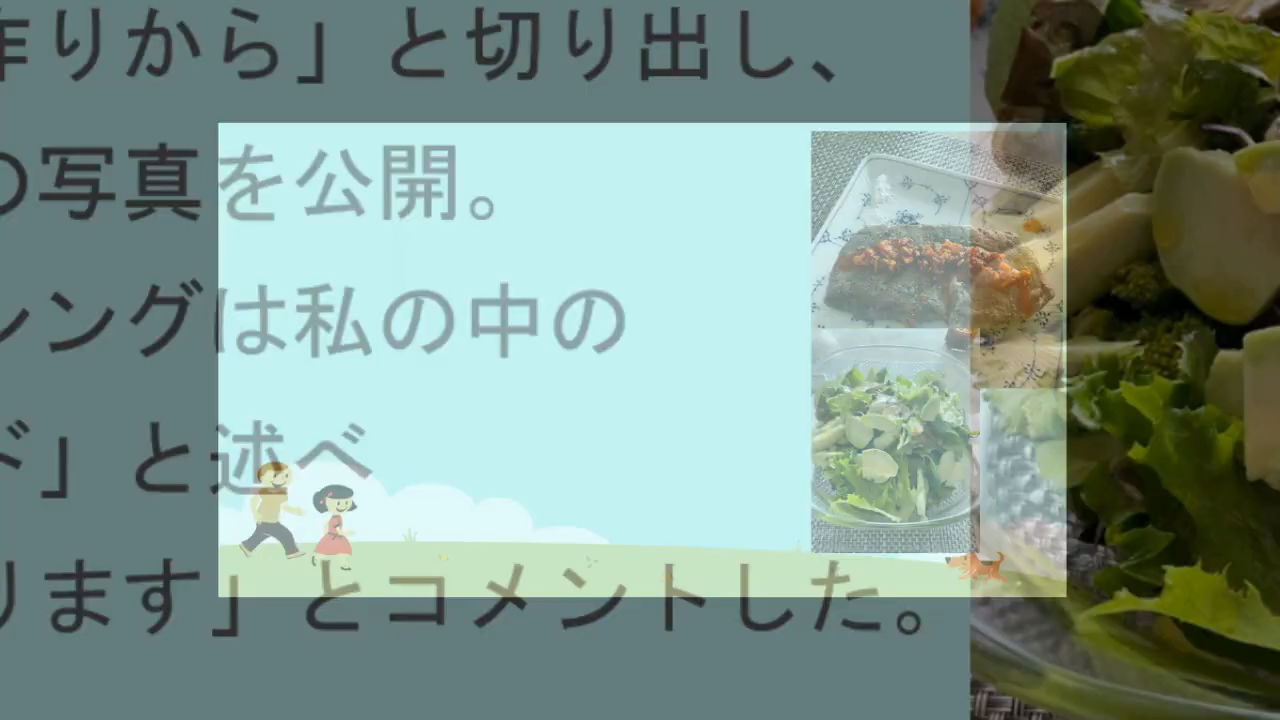 作りから」と切り出し、
の写真を公開。
シングは私の中の
ド」と述べ
ります」とコメントした。